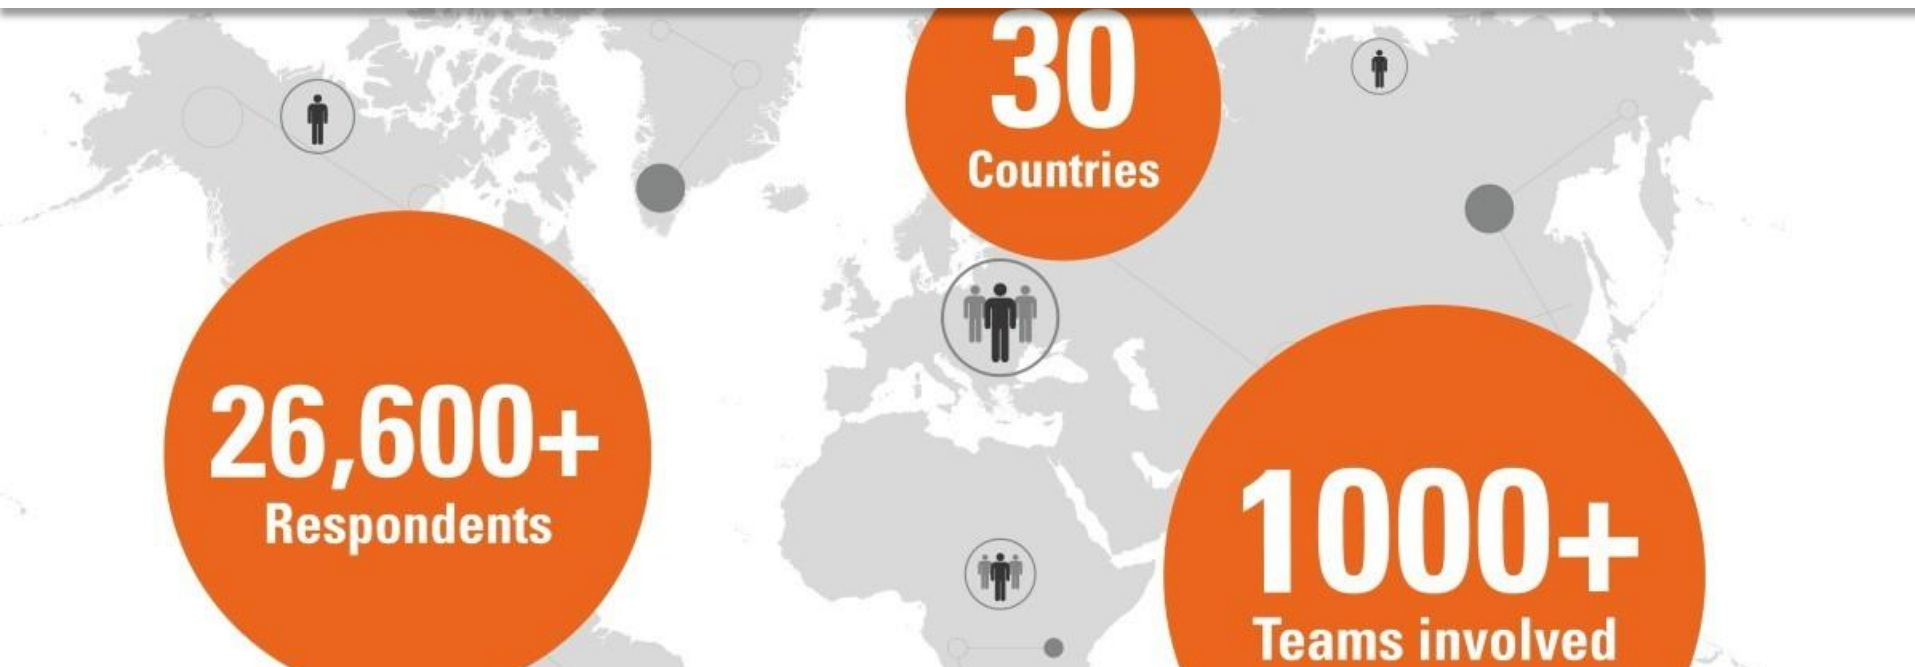 30
Countries
26,600+
Respondents
1000+
Teams involved